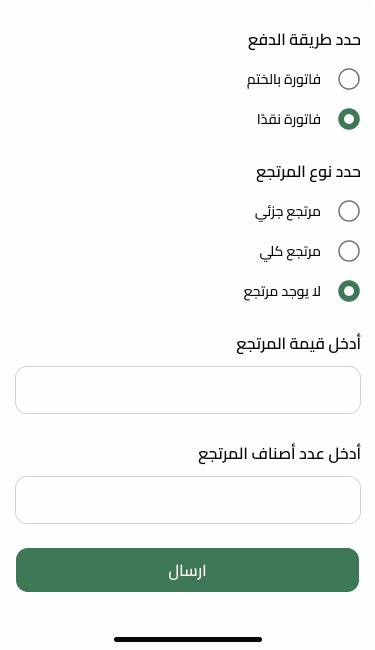 حدد طريقة الدفع
فاتورة بالختم
فاتورة نقدًا
حدد نوع المرتجع
مرتجع جزئي
مرتجع كلي
لا يوجد مرتجع
أدخل قيمة المرتجع
أدخل عدد أصناف المرتجع
ارسال